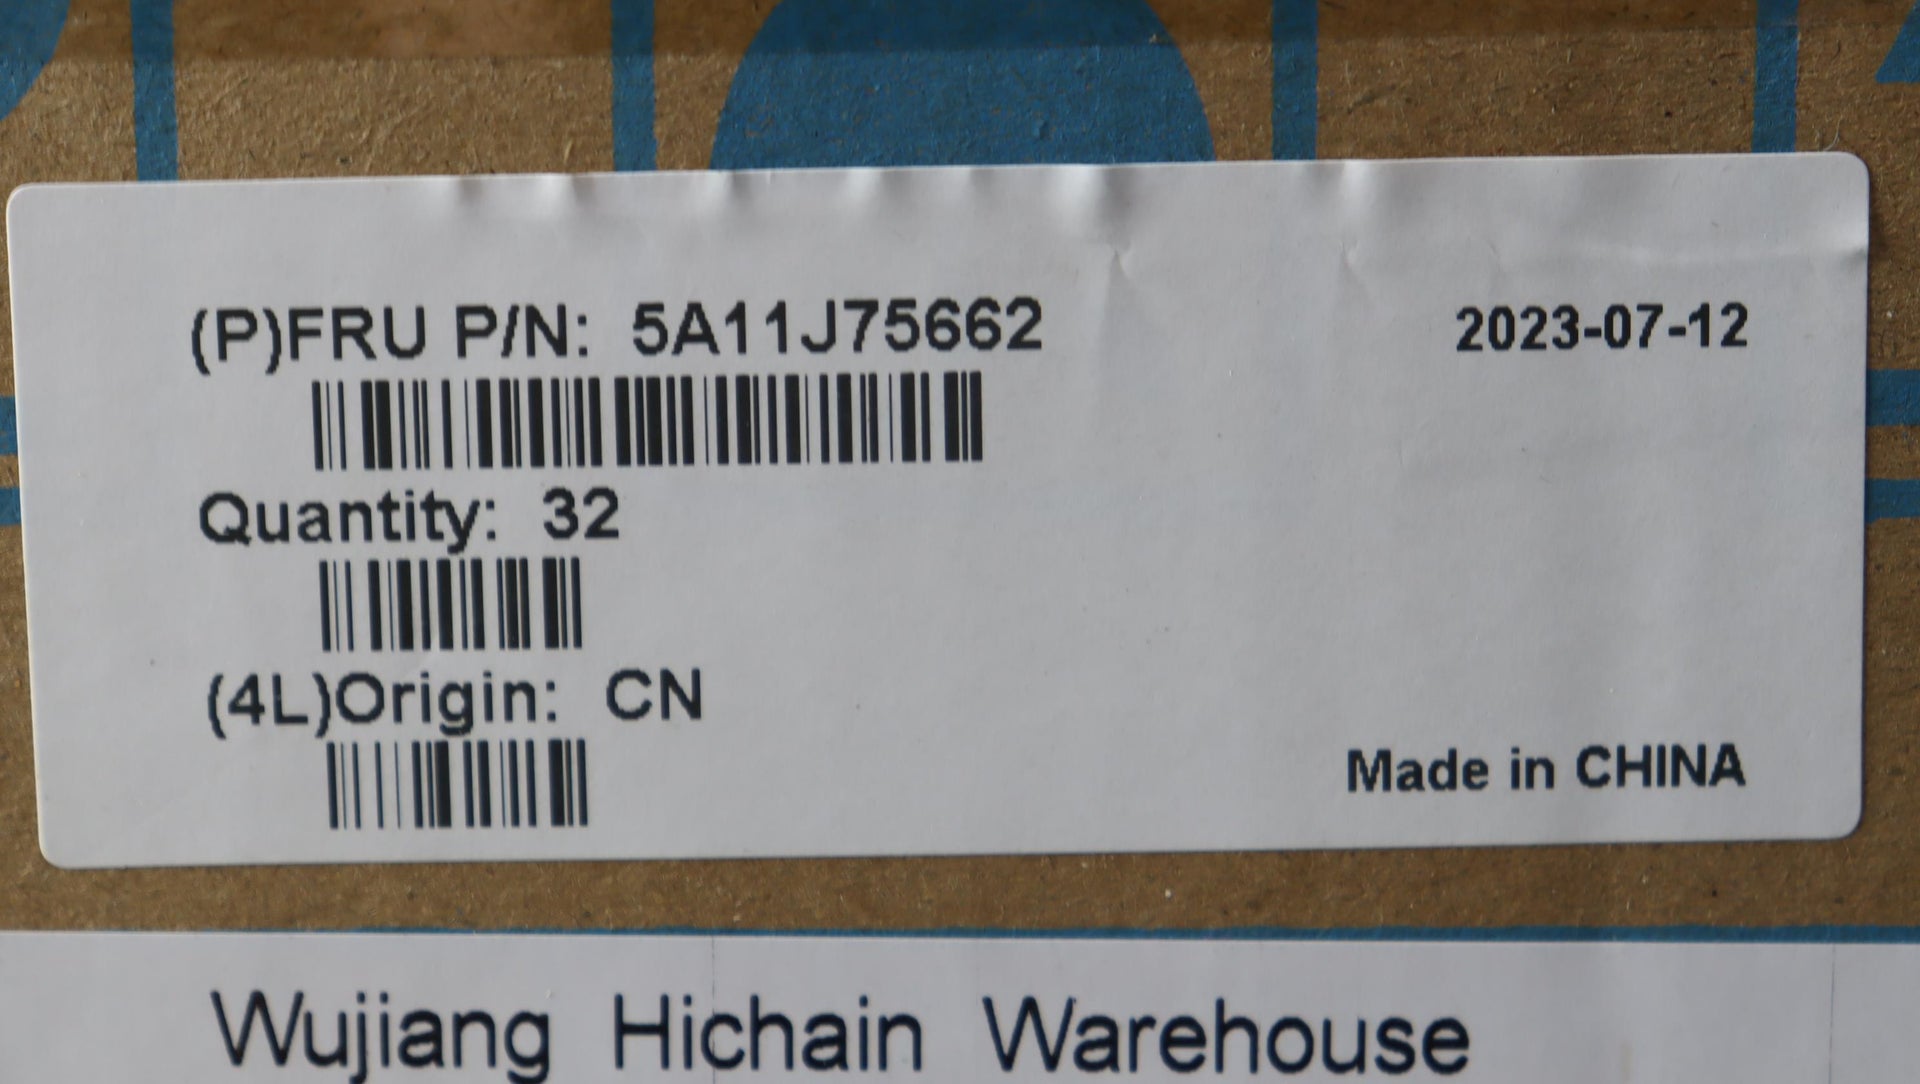 (P)FRU P/N: 5A11J75662 2023-07-12
Quantity: 32
(4L)Origin: CN
Made in CHINA
Wujiang Hichain Warehouse